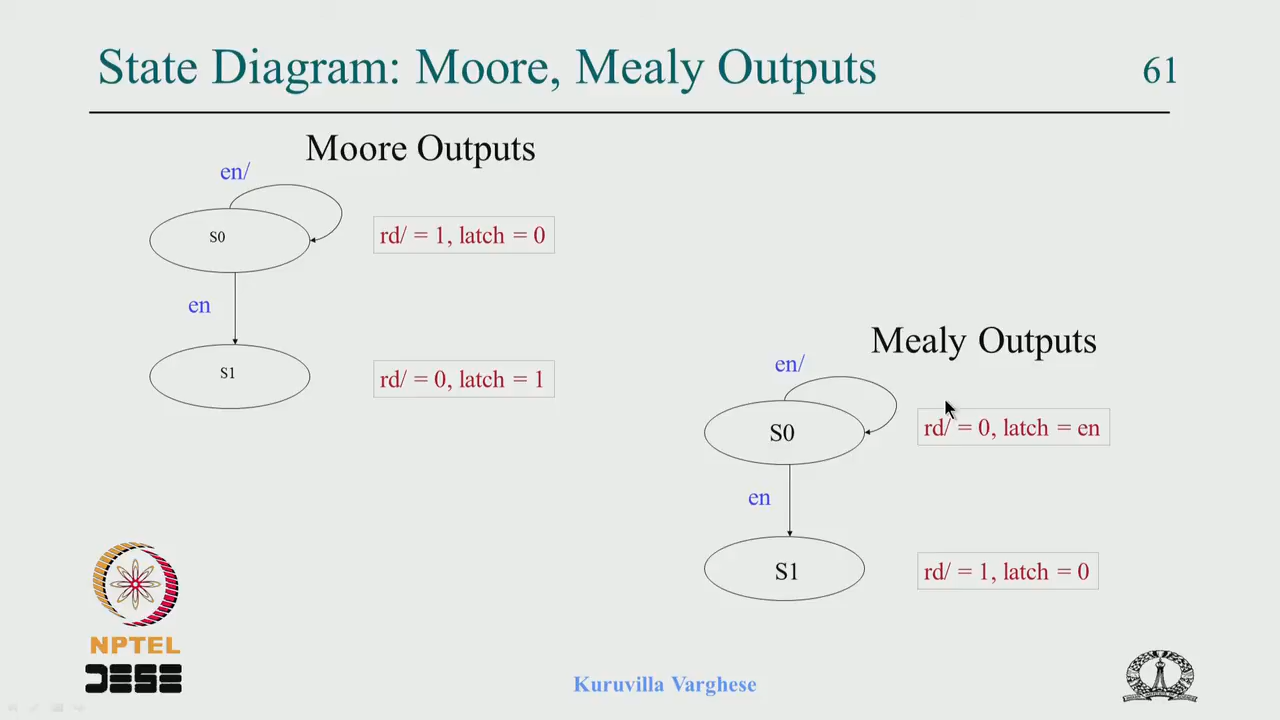 State Diagram: Moore, Mealy Outputs
61
Moore Outputs
en/
S0
rd/ = 1, latch = 0
en
S1
rd/ = 0, latch = 1
Mealy Outputs
en/
S0
rd/ = 0, latch = en
en
S1
rd/ = 1, latch = 0
NPTEL
DESE
Kuruvilla Varghese